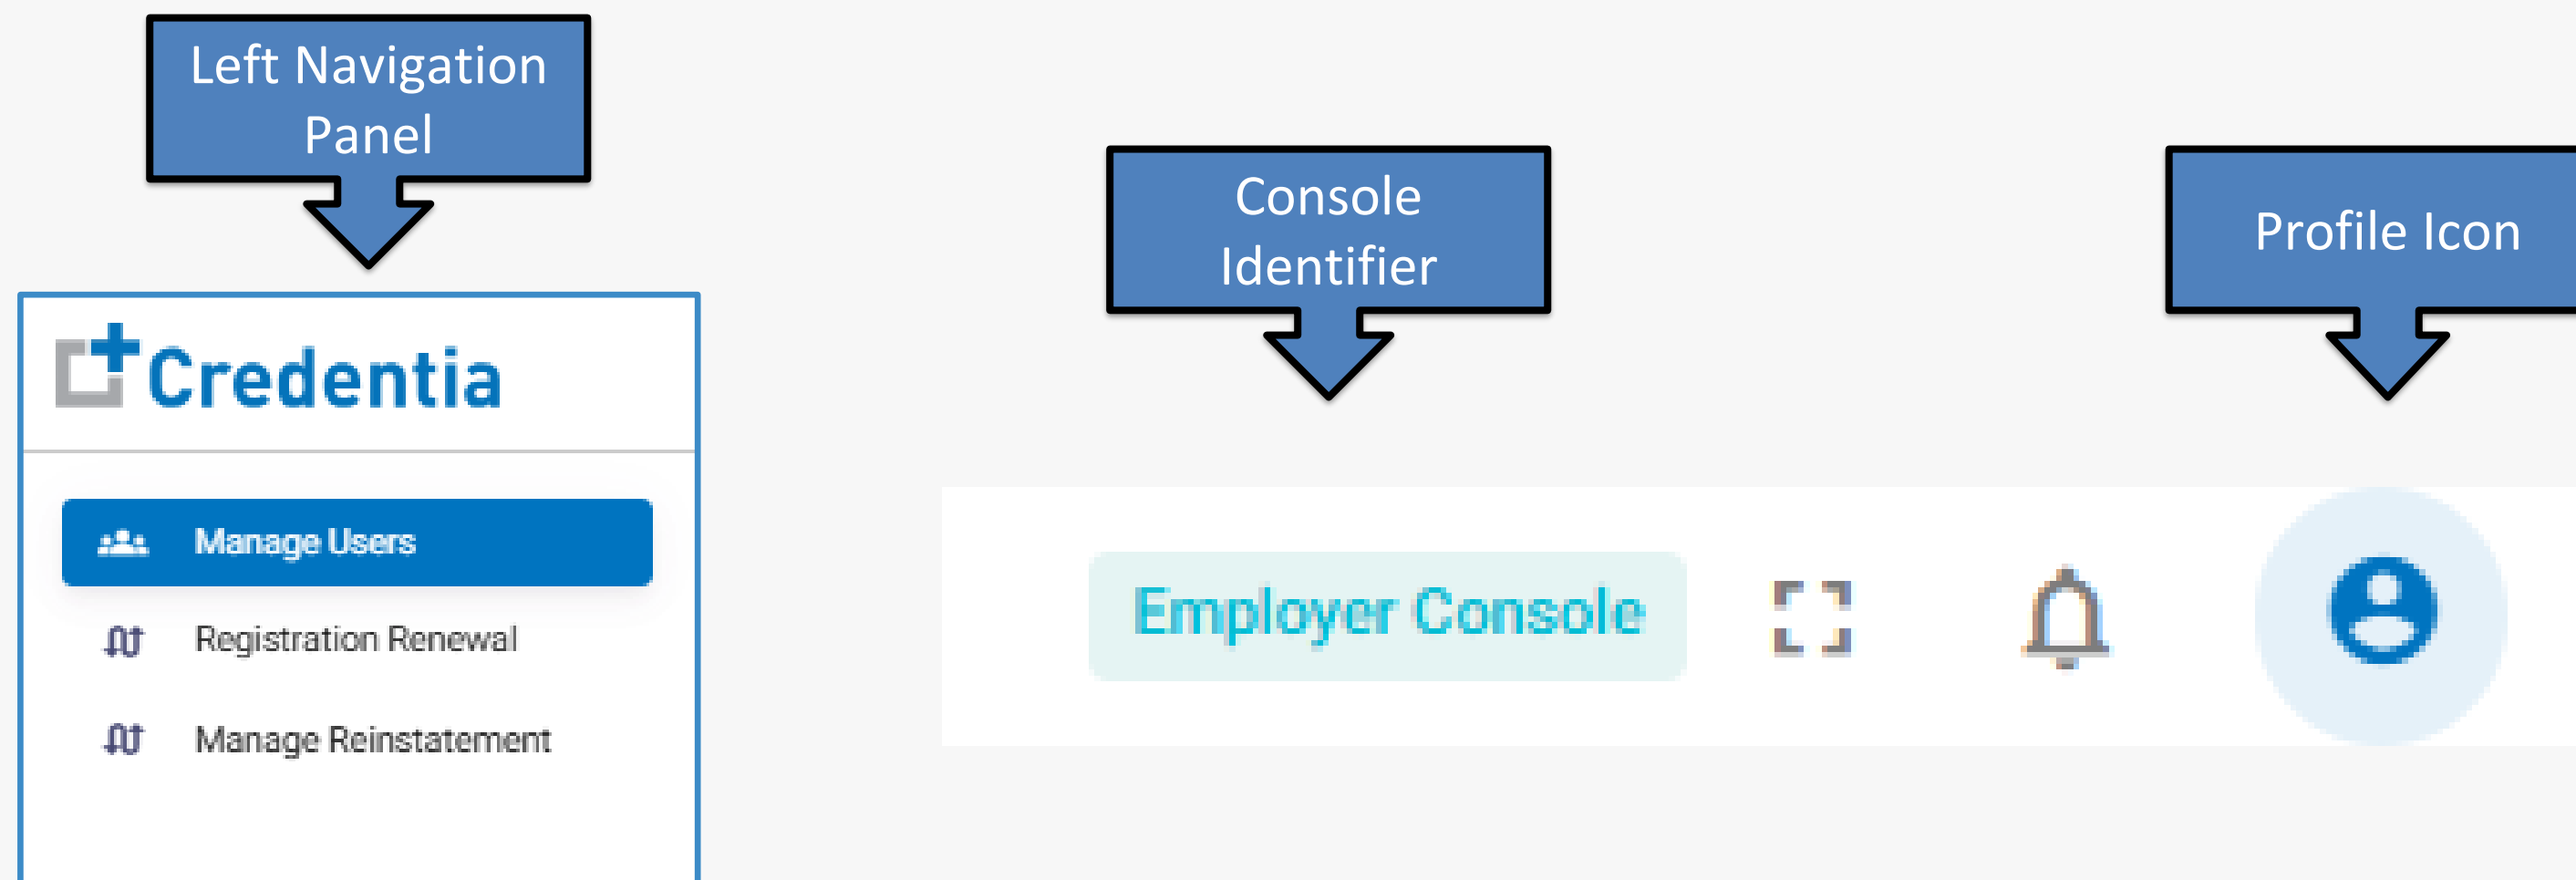 Left Navigation
Panel
Console
Identifier
Profile Icon
Credentia
Manage Users
Registration Renewal
Manage Reinstatement
Employer Console